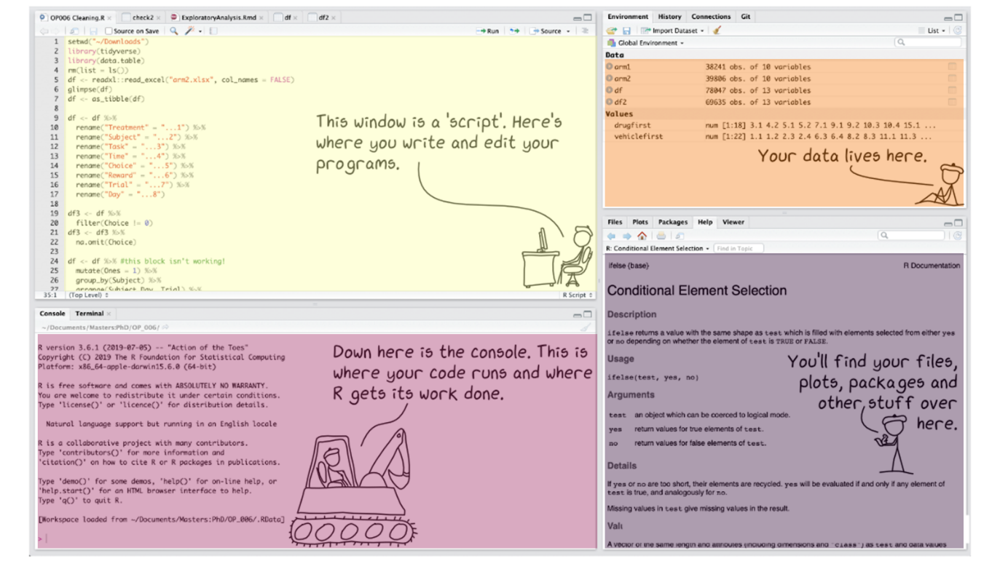 OP006 Cleaning.R
check2
ExploratoryAnalysis.Rmd
df
df2
Source on Save
Run
Source
1 setwd("~/Downloads")
2 library(tidyverse)
3 library(data.table)
4 rm(list = ls())
5 df <- readxl::read_excel("arm2.xlsx", col_names = FALSE)
6 glimpse(df)
7 df <- as_tibble(df)
8
9 df <- df %>%
10 rename("Treatment" = "...1") %>%
11 rename("Subject" = "...2") %>%
12 rename("Task" = "...3") %>%
13 rename("Time" = "...4") %>%
14 rename("Choice" = "...5") %>%
15 rename("Reward" = "...6") %>%
16 rename("Trial" = "...7") %>%
17 rename("Day" = "...8")
18
19 df3 <- df %>%
20 filter(Choice != 0)
21 df3 <- df3 %>%
22 na.omit(Choice)
23
24 df <- df %>% #this block isn't working!
25 mutate(Ones = 1) %>%
26 group_by(Subject) %>%
27 arrange(Subject, Day, Trial) %>%
35:1 (Top Level)
R Script
This window is a 'script'. Here's
where you write and edit your
programs.
Console Terminal
~/Documents/Masters:PhD/OP_006/
R version 3.6.1 (2019-07-05) -- "Action of the Toes"
Copyright (C) 2019 The R Foundation for Statistical Computing
Platform: x86_64-apple-darwin15.6.0 (64-bit)
R is free software and comes with ABSOLUTELY NO WARRANTY.
You are welcome to redistribute it under certain conditions.
Type 'license()' or 'licence()' for distribution details.
Natural language support but running in an English locale
R is a collaborative project with many contributors.
Type 'contributors()' for more information and
'citation()' on how to cite R or R packages in publications.
Type 'demo()' for some demos, 'help()' for on-line help, or
'help.start()' for an HTML browser interface to help.
Type 'q()' to quit R.
[Workspace loaded from ~/Documents/Masters:PhD/OP_006/.RData]
>
Down here is the console. This is
where your code runs and where
R gets its work done.
Environment History Connections Git
Import Dataset
List
Global Environment
Data
arm1 38241 obs. of 10 variables
arm2 39806 obs. of 10 variables
df 78047 obs. of 13 variables
df2 69635 obs. of 13 variables
Values
drugfirst num [1:18] 3.1 4.2 5.1 5.2 7.1 9.1 9.2 10.3 10.4 15.1 ...
vehiclefirst num [1:22] 1.1 1.2 2.3 2.4 6.3 6.4 8.2 8.3 11.1 11.3 ...
Your data lives here.
Files Plots Packages Help Viewer
R: Conditional Element Selection
Find in Topic
ifelse {base}
R Documentation
Conditional Element Selection
Description
ifelse returns a value with the same shape as test which is filled with elements selected from either yes
or no depending on whether the element of test is TRUE or FALSE.
Usage
ifelse(test, yes, no)
Arguments
test an object which can be coerced to logical mode.
yes return values for true elements of test.
no return values for false elements of test.
Details
If yes or no are too short, their elements are recycled. yes will be evaluated if and only if any element of
test is true, and analogously for no.
Missing values in test give missing values in the result.
Valu
A vector of the same length and attributes (including dimensions and "class") as test and data values
You'll find your files,
plots, packages and
other stuff over
here.